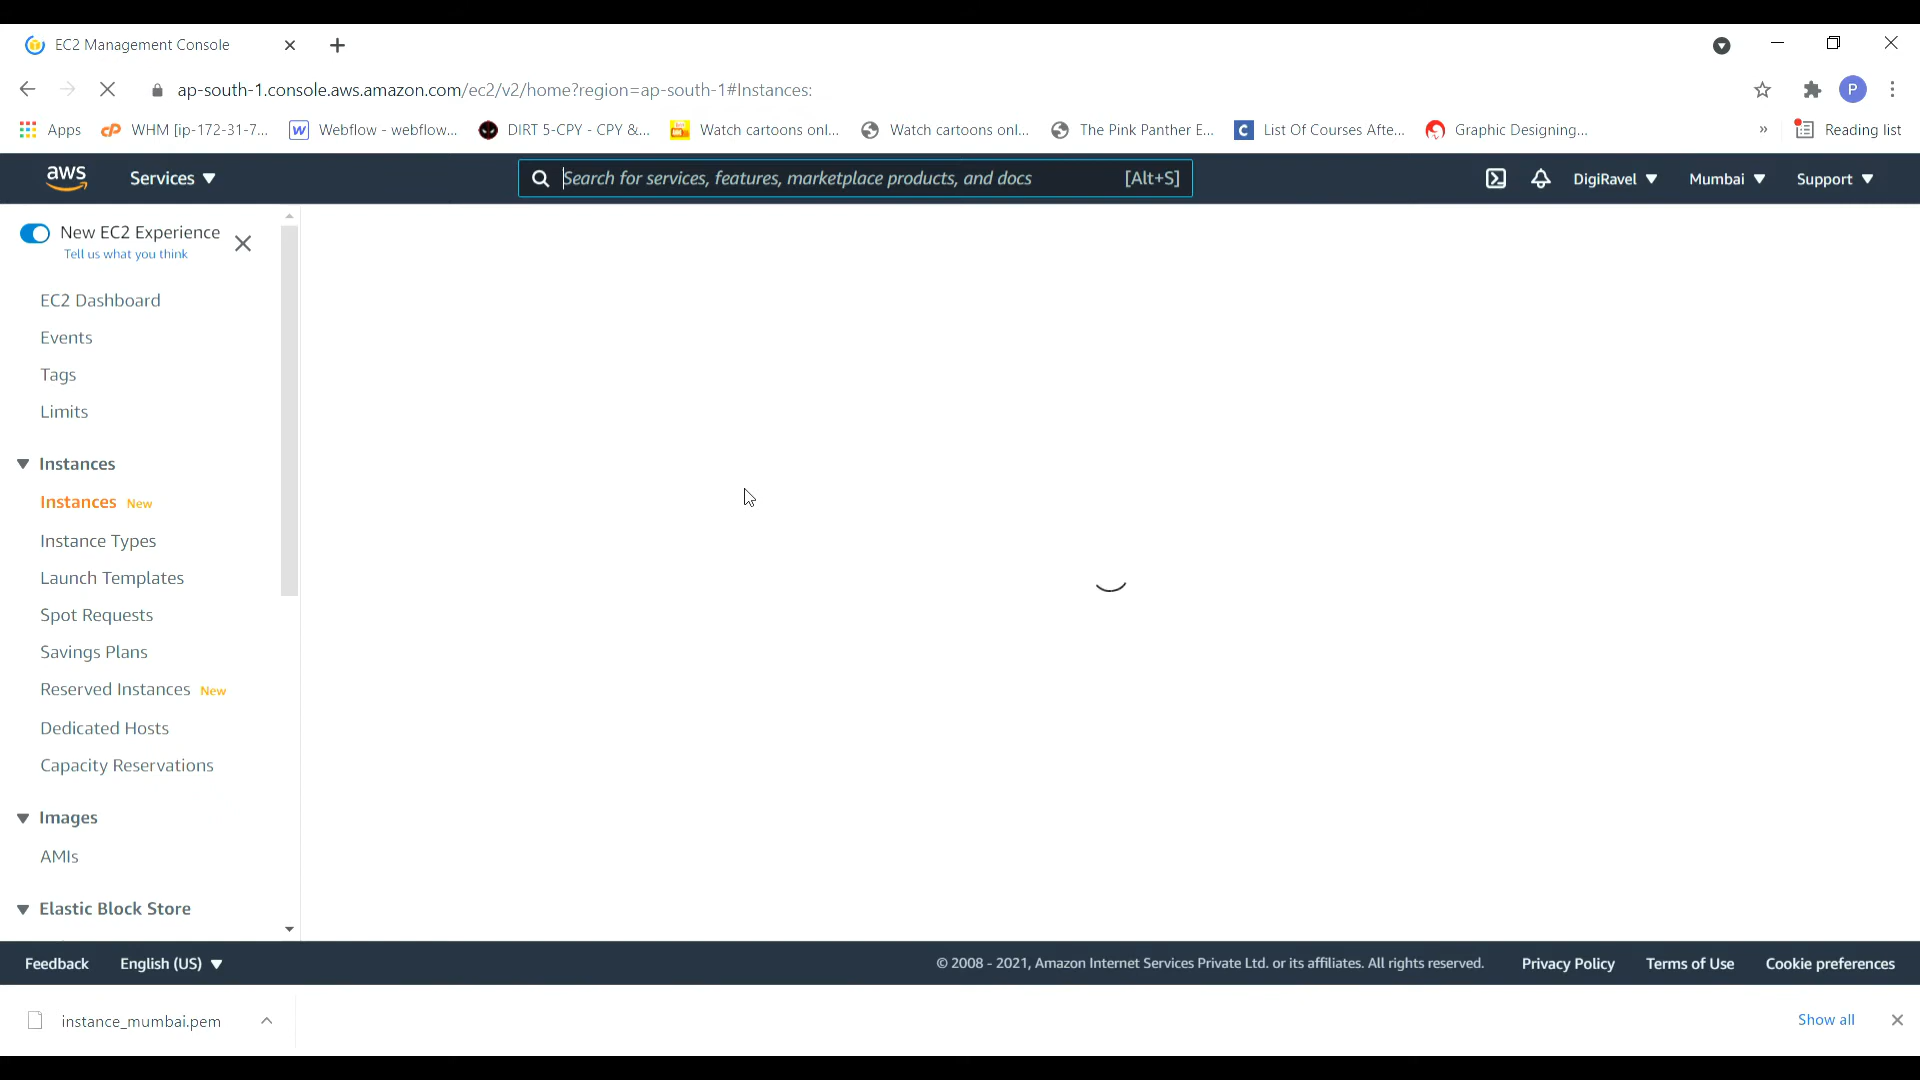 EC2 Management Console
ap-south-1.console.aws.amazon.com/ec2/v2/home?region=ap-south-1#Instances:
P
Apps
WHM [ip-172-31-7...
Webflow - webflow...
DIRT 5-CPY - CPY &...
Watch cartoons onl...
Watch cartoons onl...
The Pink Panther E...
List Of Courses Afte...
Graphic Designing...
»
Reading list
aws
Services
Search for services, features, marketplace products, and docs
[Alt+S]
DigiRavel
Mumbai
Support
New EC2 Experience
Tell us what you think
EC2 Dashboard
Events
Tags
Limits
Instances
Instances New
Instance Types
Launch Templates
Spot Requests
Savings Plans
Reserved Instances New
Dedicated Hosts
Capacity Reservations
Images
AMIs
Elastic Block Store
Feedback
English (US)
© 2008 - 2021, Amazon Internet Services Private Ltd. or its affiliates. All rights reserved.
Privacy Policy
Terms of Use
Cookie preferences
instance_mumbai.pem
Show all